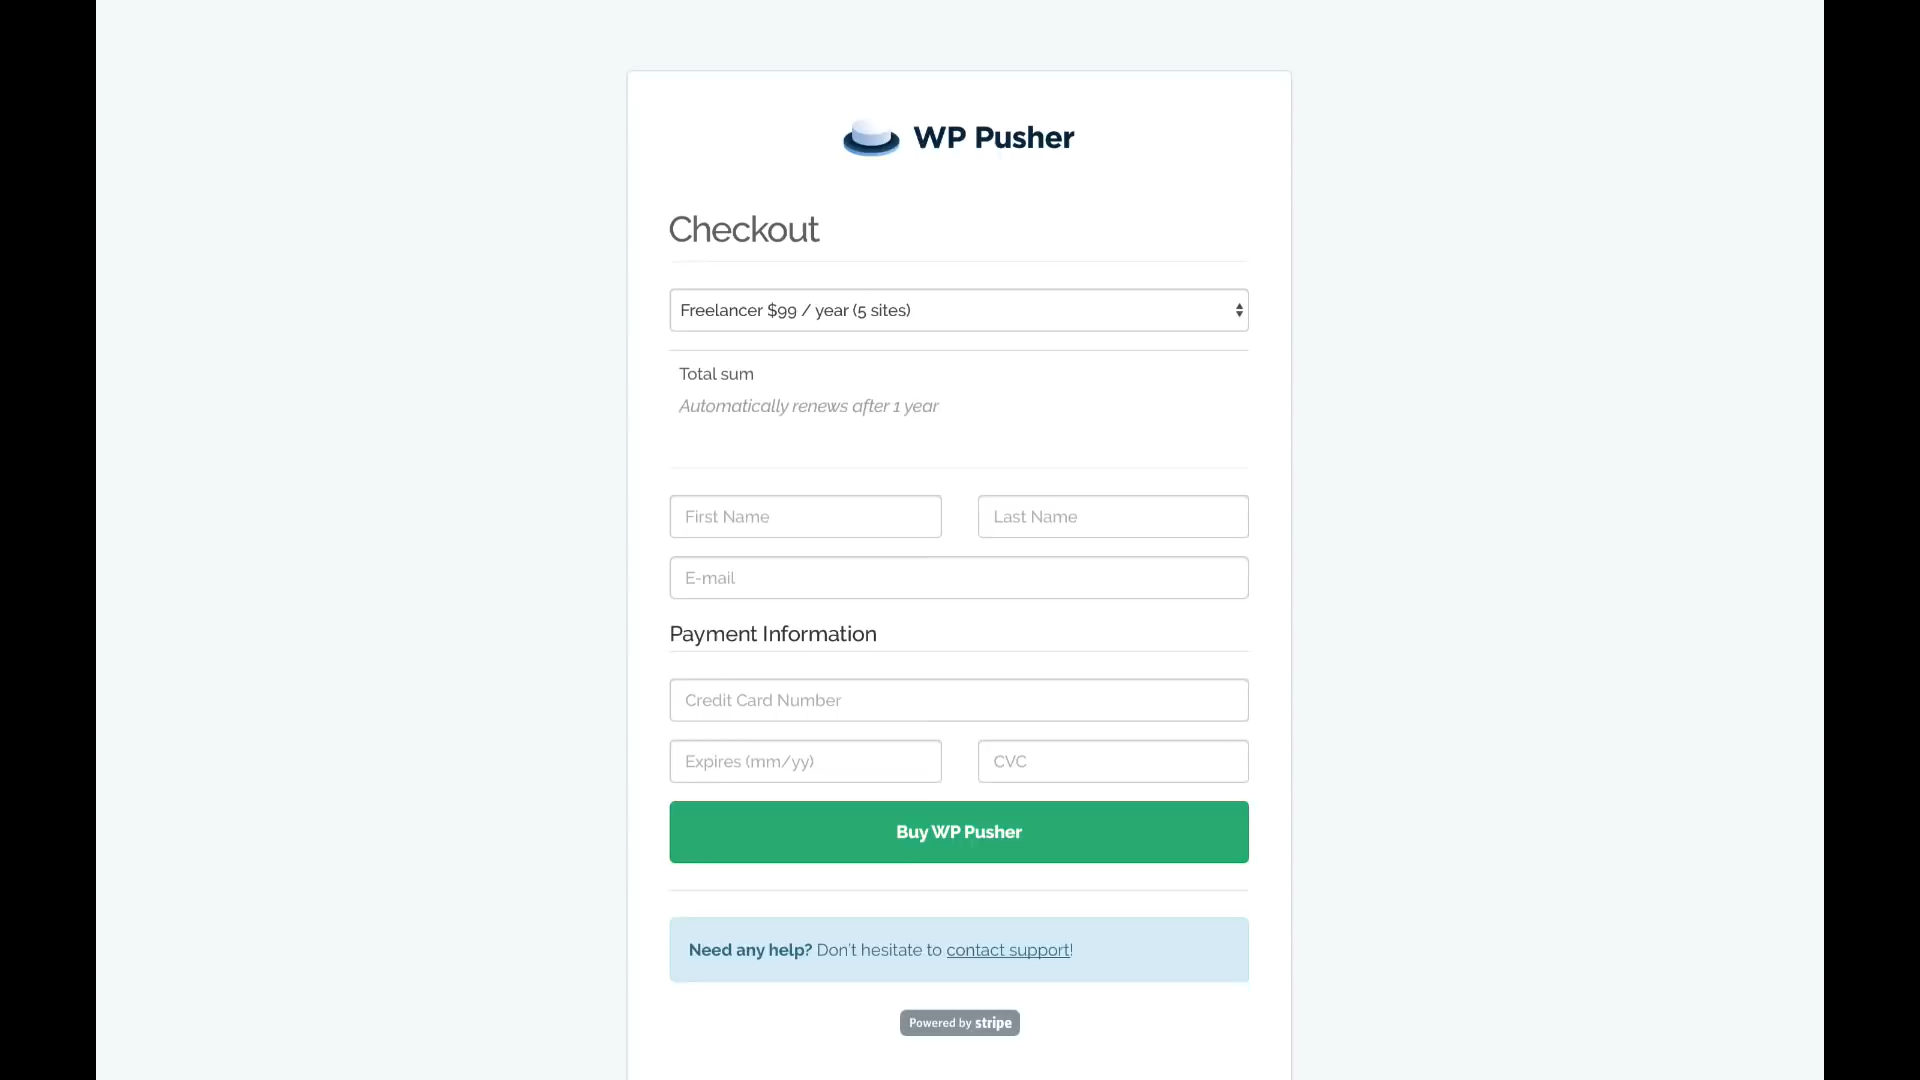 WP Pusher
Checkout
Freelancer $99 / year (5 sites)
Total sum
Automatically renews after 1 year
First Name
Last Name
E-mail
Payment Information
Credit Card Number
Expires (mm/yy)
CVC
Buy WP Pusher
Need any help? Don't hesitate to contact support!
Powered by stripe